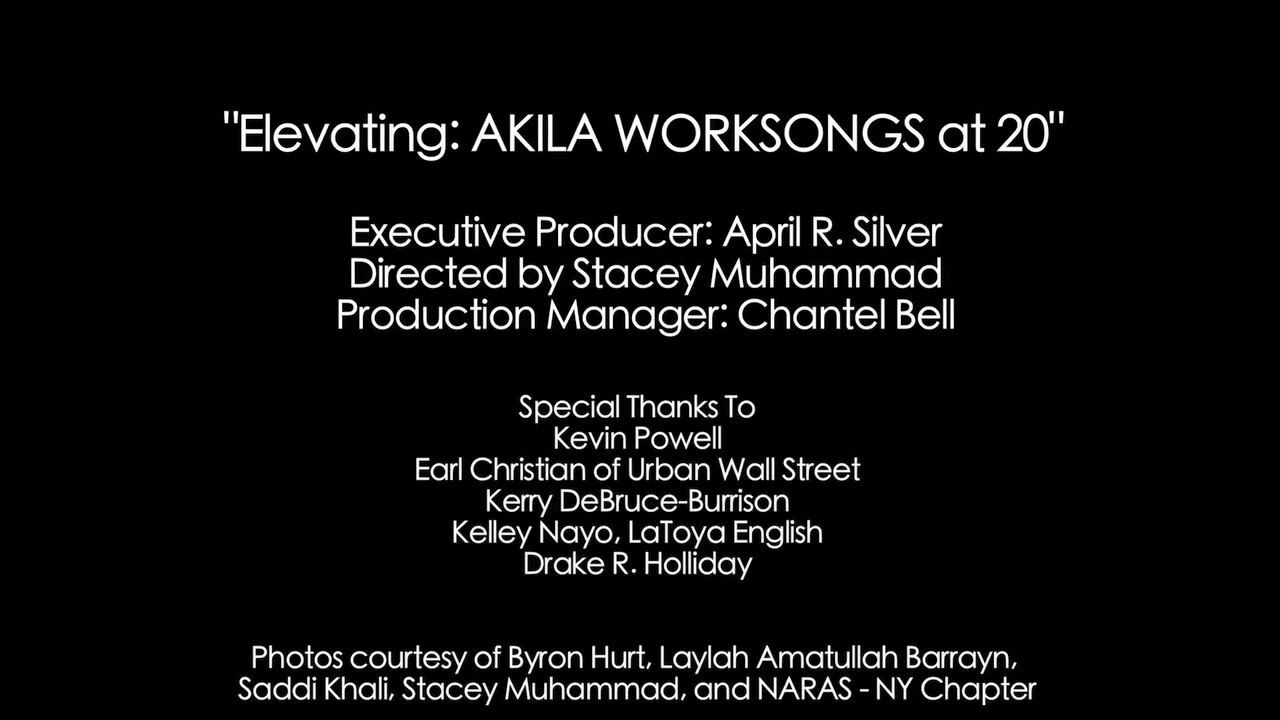 "Elevating: AKILA WORKSONGS at 20"
Executive Producer: April R. Silver
Directed by Stacey Muhammad
Production Manager: Chantel Bell
Special Thanks To
Kevin Powell
Earl Christian of Urban Wall Street
Kerry DeBruce-Burrison
Kelley Nayo, LaToya English
Drake R. Holliday
Photos courtesy of Byron Hurt, Laylah Amatullah Barrayn,
Saddi Khali, Stacey Muhammad, and NARAS - NY Chapter